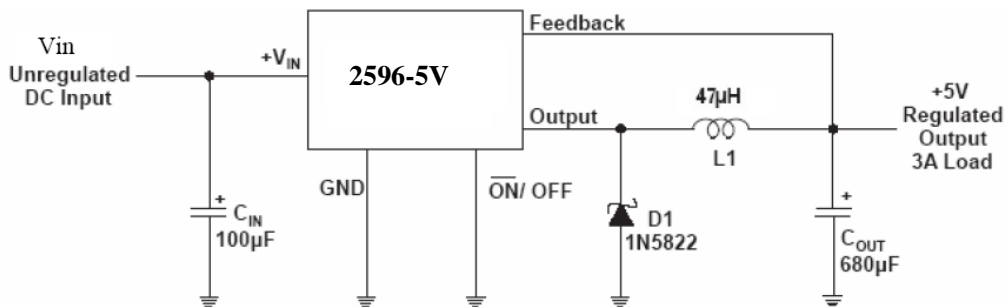 Vin
Unregulated
DC Input
+VIN
2596-5V
Feedback
Output
47µH
L1
+5V
Regulated
Output
3A Load
GND
ON/ OFF
+
CIN
100µF
D1
1N5822
+
COUT
680µF